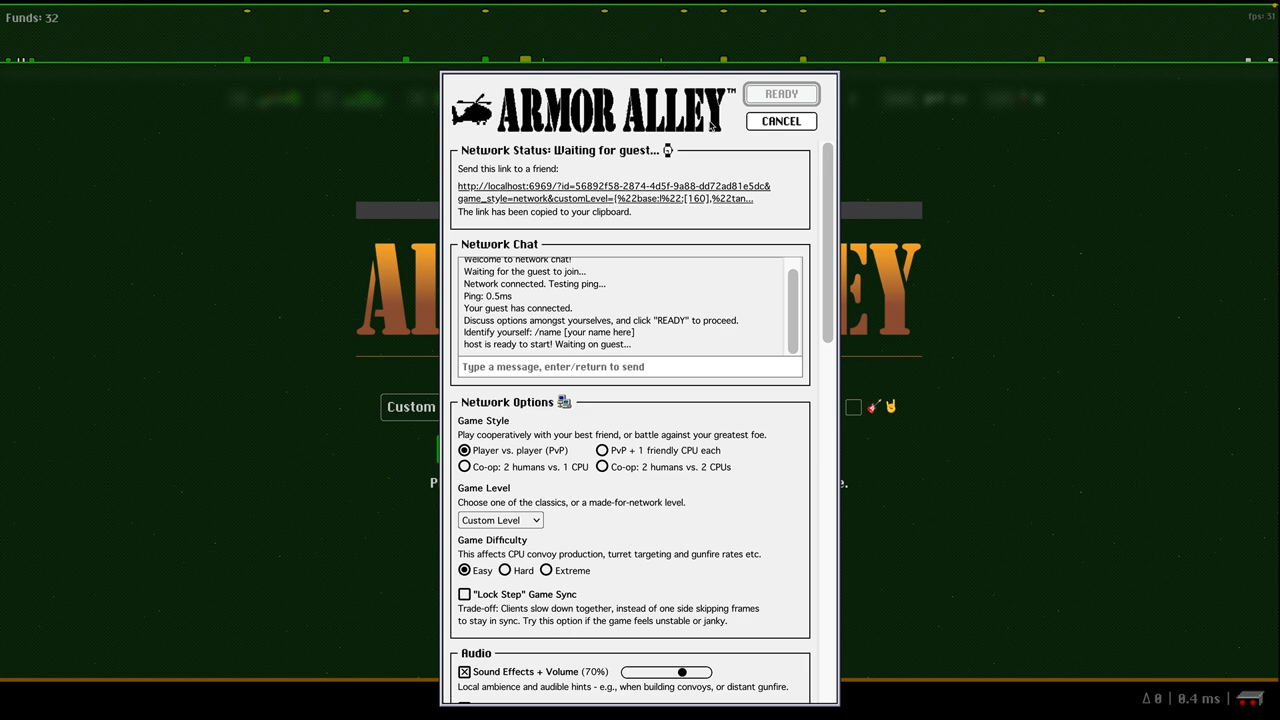 Funds: 32
fps: 31
ARMOR ALLEY™
READY
CANCEL
Network Status: Waiting for guest...
Send this link to a friend:
http://localhost:6969/?id=56892f58-2874-4d5f-9a88-dd72ad81e5dc&
game_style=network&customLevel={%22base:l%22:[160],%22tan...
The link has been copied to your clipboard.
Network Chat
Welcome to network chat!
Waiting for the guest to join...
Network connected. Testing ping...
Ping: 0.5ms
Your guest has connected.
Discuss options amongst yourselves, and click "READY" to proceed.
Identify yourself: /name [your name here]
host is ready to start! Waiting on guest...
Type a message, enter/return to send
Network Options
Game Style
Play cooperatively with your best friend, or battle against your greatest foe.
Player vs. player (PvP) PvP + 1 friendly CPU each
Co-op: 2 humans vs. 1 CPU Co-op: 2 humans vs. 2 CPUs
Game Level
Choose one of the classics, or a made-for-network level.
Custom Level
Game Difficulty
This affects CPU convoy production, turret targeting and gunfire rates etc.
Easy Hard Extreme
"Lock Step" Game Sync
Trade-off: Clients slow down together, instead of one side skipping frames
to stay in sync. Try this option if the game feels unstable or janky.
Audio
Sound Effects + Volume (70%)
Local ambience and audible hints - e.g., when building convoys, or distant gunfire.
Custom
Δ 0 | 0.4 ms |